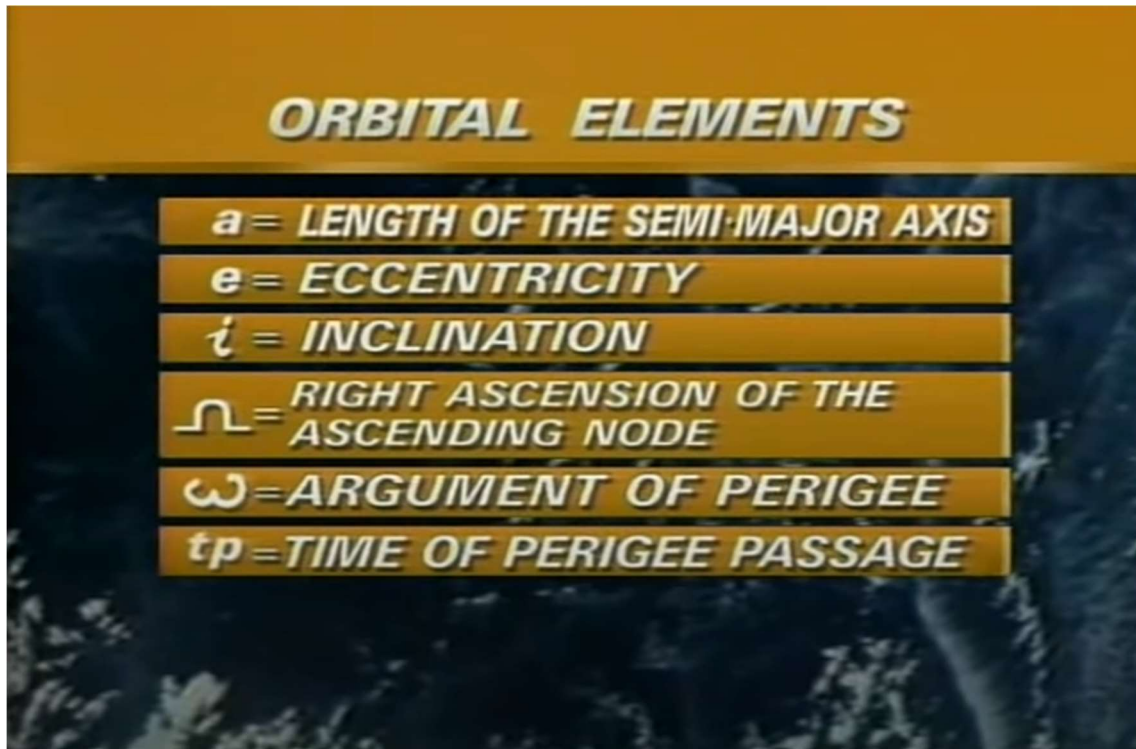 ORBITAL ELEMENTS
a = LENGTH OF THE SEMI-MAJOR AXIS
e = ECCENTRICITY
i = INCLINATION
Ω = RIGHT ASCENSION OF THE
ASCENDING NODE
ω = ARGUMENT OF PERIGEE
tp = TIME OF PERIGEE PASSAGE